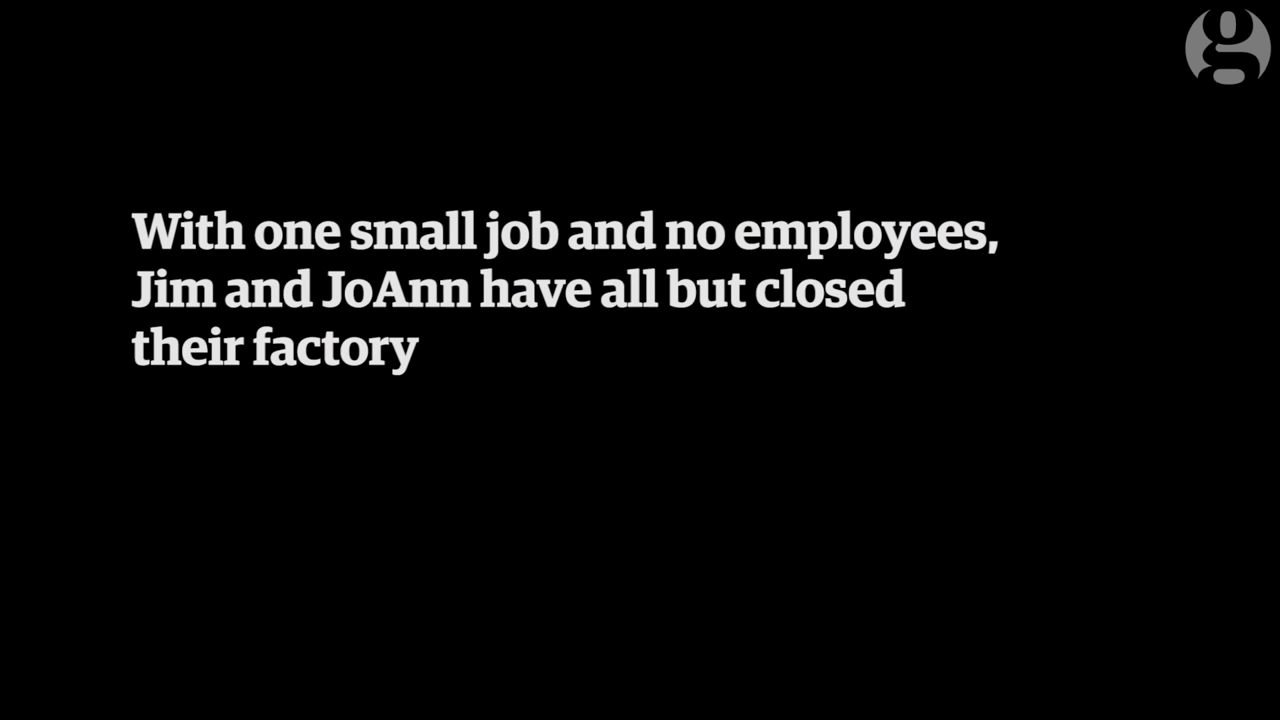 With one small job and no employees,
Jim and JoAnn have all but closed
their factory